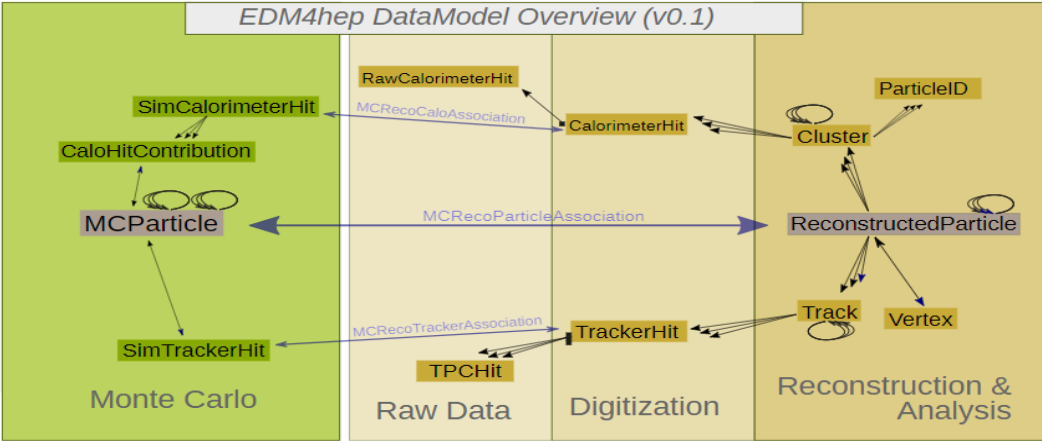 EDM4hep DataModel Overview (v0.1)
RawCalorimeterHit
ParticleID
SimCalorimeterHit
MCRecoCaloAssociation
CalorimeterHit
Cluster
CaloHitContribution
MCParticle
MCRecoParticleAssociation
ReconstructedParticle
Track
Vertex
MCRecoTrackerAssociation
TrackerHit
SimTrackerHit
TPCHit
Monte Carlo
Raw Data
Digitization
Reconstruction &
Analysis